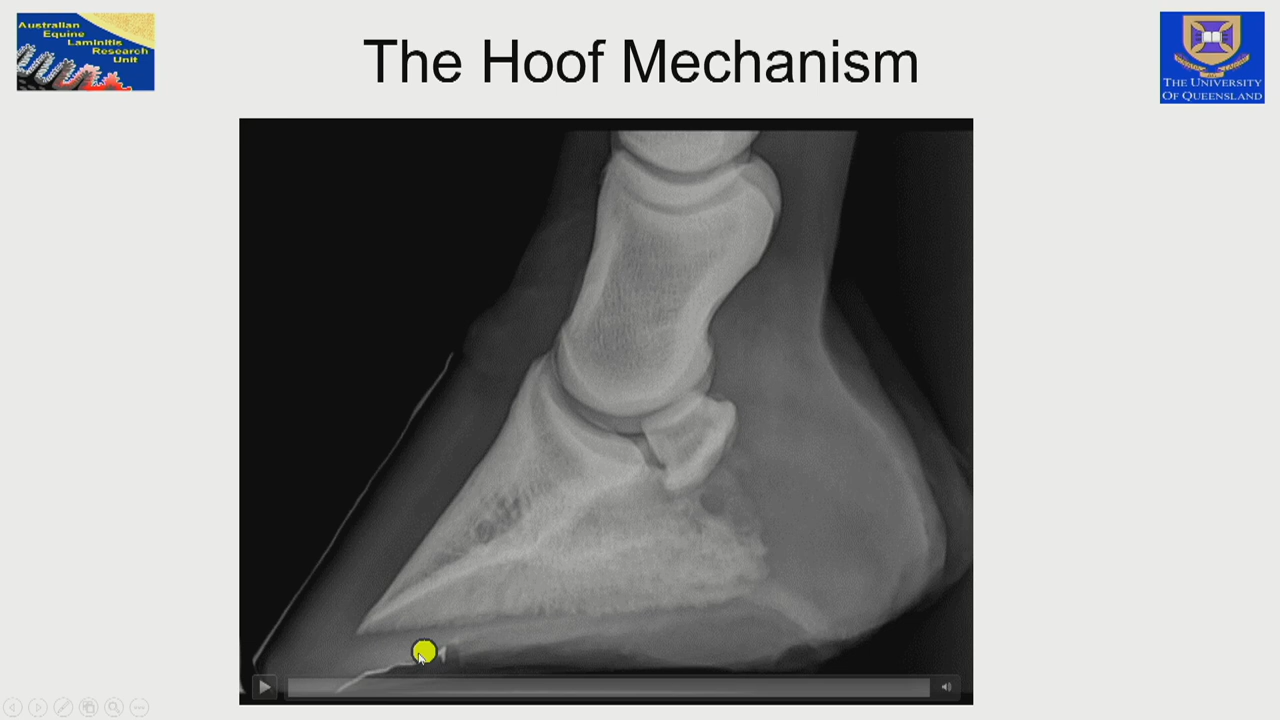 Australian
Equine
Laminitis
Research
Unit
The Hoof Mechanism
THE UNIVERSITY
OF QUEENSLAND